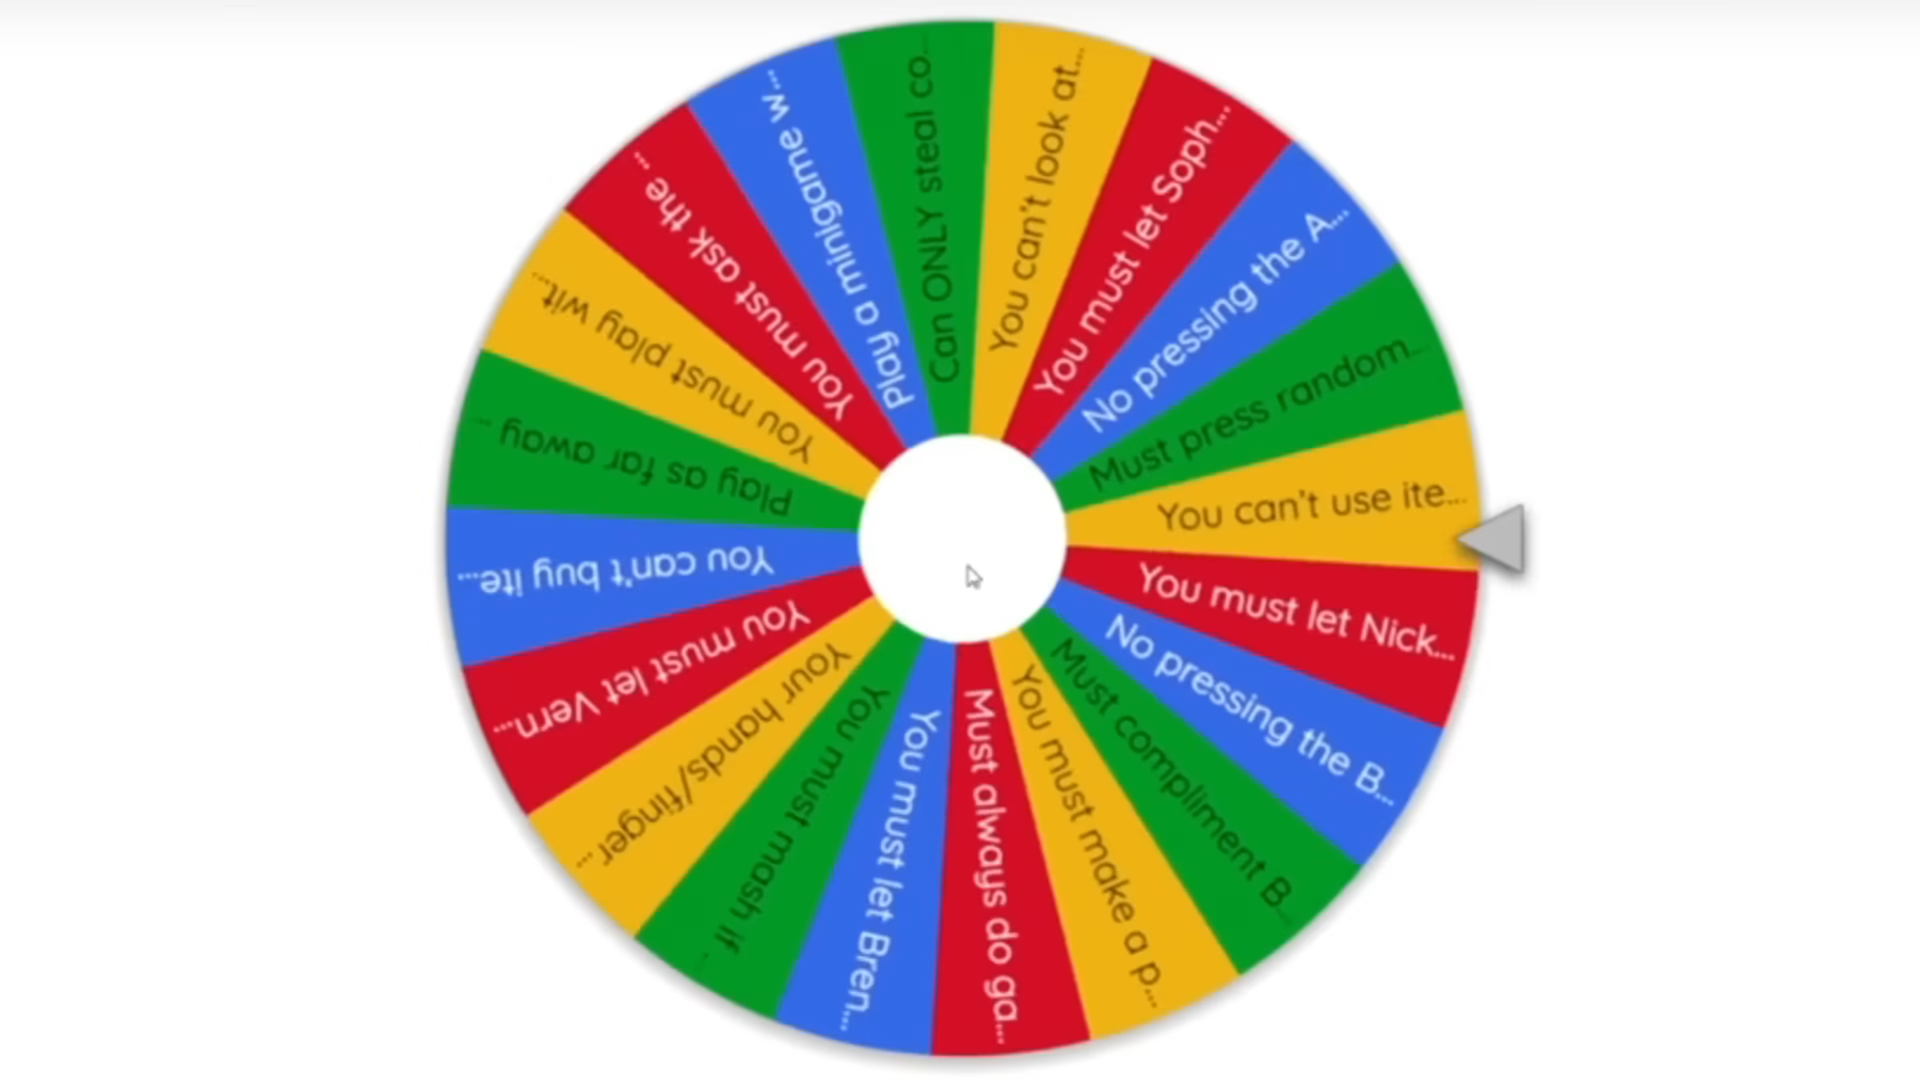 Can ONLY steal co...
You can't look at...
You must let Soph...
No pressing the A...
Must press random...
You can't use ite...
You must let Nick...
No pressing the B...
Must compliment B...
You must make a p...
Must always do ga...
You must let Bren...
You must mash if ...
Your hands/finger...
You must let Vern...
You can't buy ite...
Play as far away ...
You must play wit...
You must ask the ...
Play a minigame w...